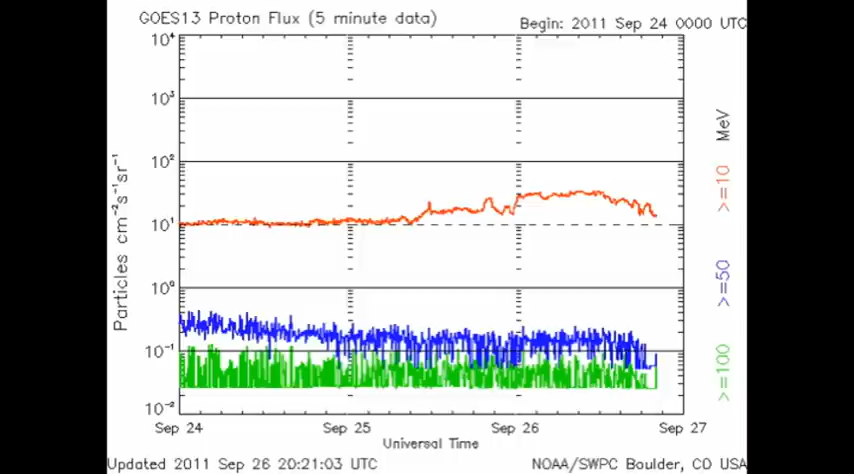 GOES13 Proton Flux (5 minute data)
Begin: 2011 Sep 24 0000 UTC
10⁴
10³
10²
10¹
10⁰
10⁻¹
10⁻²
Particles cm⁻²s⁻¹sr⁻¹
MeV
>=10
>=50
>=100
Sep 24
Sep 25
Sep 26
Sep 27
Universal Time
Updated 2011 Sep 26 20:21:03 UTC
NOAA/SWPC Boulder, CO USA